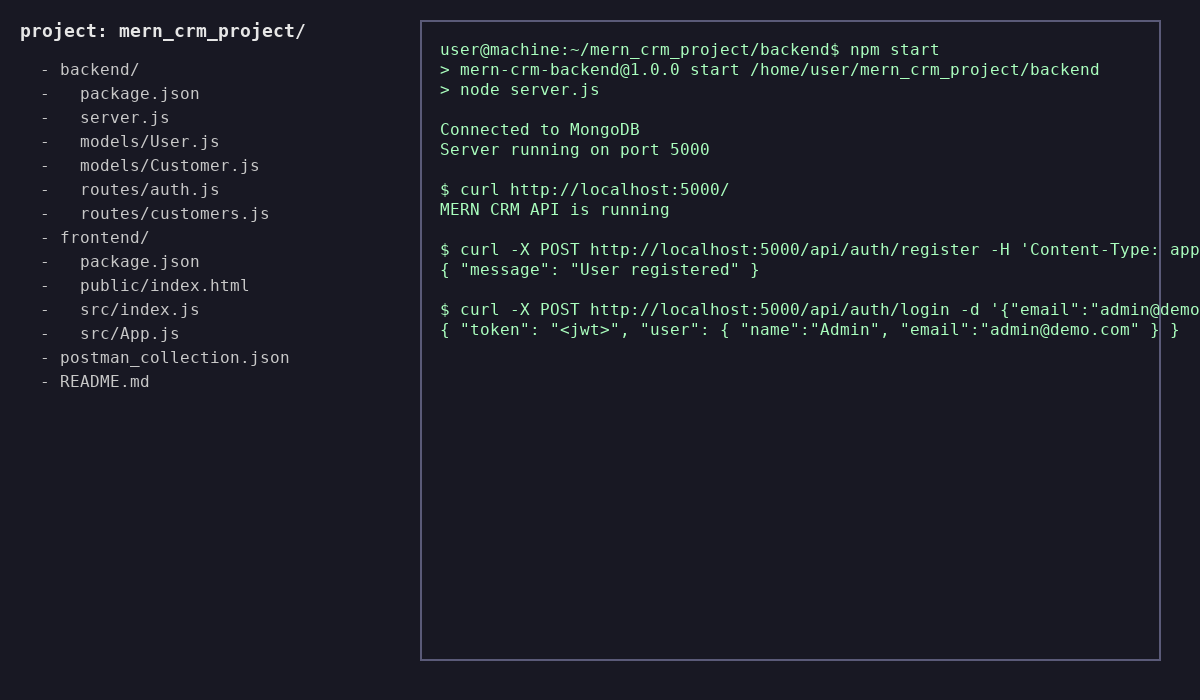 project: mern_crm_project/
- backend/
-   package.json
-   server.js
-   models/User.js
-   models/Customer.js
-   routes/auth.js
-   routes/customers.js
- frontend/
-   package.json
-   public/index.html
-   src/index.js
-   src/App.js
- postman_collection.json
- README.md
user@machine:~/mern_crm_project/backend$ npm start
> mern-crm-backend@1.0.0 start /home/user/mern_crm_project/backend
> node server.js
Connected to MongoDB
Server running on port 5000
$ curl http://localhost:5000/
MERN CRM API is running
$ curl -X POST http://localhost:5000/api/auth/register -H 'Content-Type: app
{ "message": "User registered" }
$ curl -X POST http://localhost:5000/api/auth/login -d '{"email":"admin@demo
{ "token": "<jwt>", "user": { "name":"Admin", "email":"admin@demo.com" } }